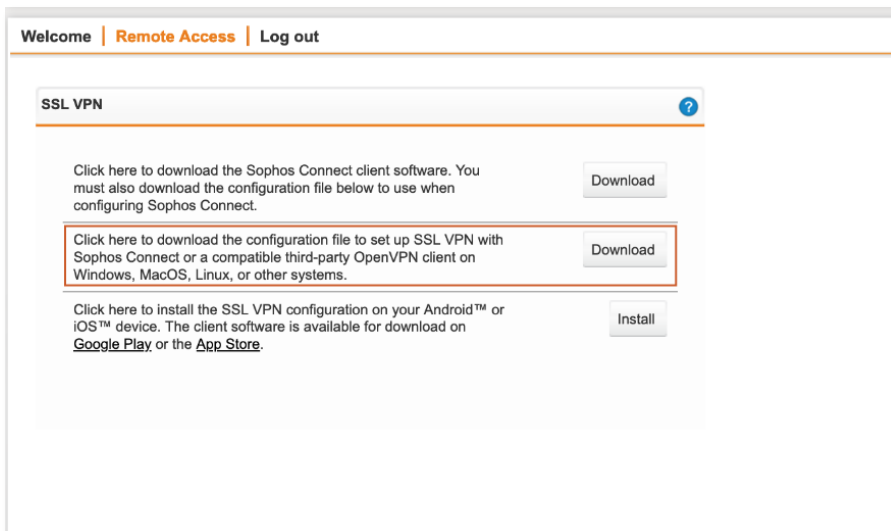 Welcome | Remote Access | Log out
SSL VPN
?
Click here to download the Sophos Connect client software. You
must also download the configuration file below to use when
configuring Sophos Connect.
Download
Click here to download the configuration file to set up SSL VPN with
Sophos Connect or a compatible third-party OpenVPN client on
Windows, MacOS, Linux, or other systems.
Download
Click here to install the SSL VPN configuration on your Android™ or
iOS™ device. The client software is available for download on
Google Play or the App Store.
Install